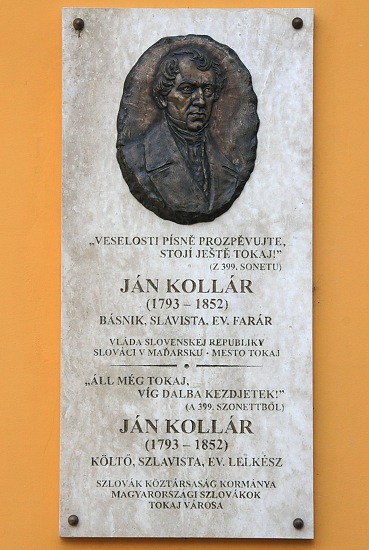 „VESELOSTI PÍSNĚ PROZPĚVUJTE,
STOJÍ JEŠTĚ TOKAJ!”
(Z 399. SONETU)
JÁN KOLLÁR
(1793 – 1852)
BÁSNIK, SLAVISTA, EV. FARÁR
VLÁDA SLOVENSKEJ REPUBLIKY
SLOVÁCI V MAĎARSKU · MESTO TOKAJ
„ÁLL MÉG TOKAJ,
VÍG DALBA KEZDJETEK!”
(A 399. SZONETTBŐL)
JÁN KOLLÁR
(1793 – 1852)
KÖLTŐ, SZLAVISTA, EV. LELKÉSZ
SZLOVÁK KÖZTÁRSASÁG KORMÁNYA
MAGYARORSZÁGI SZLOVÁKOK
TOKAJ VÁROSA